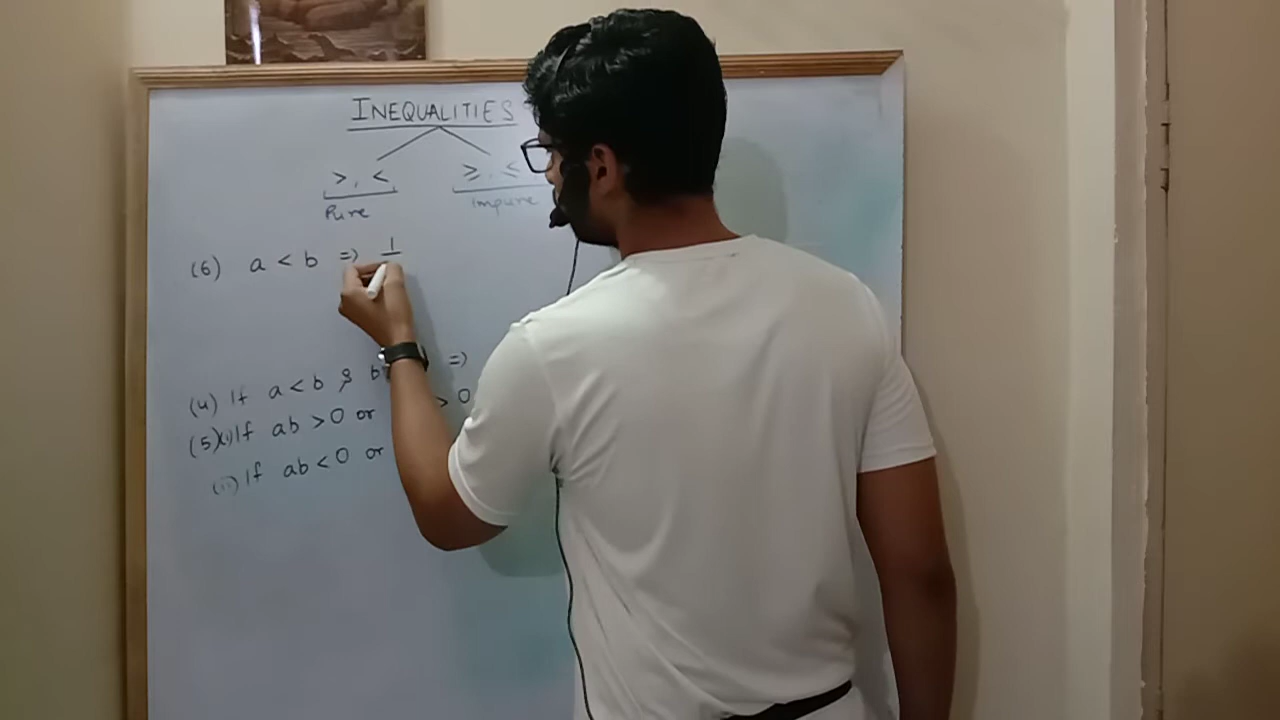 INEQUALITIES
>, < ≥, ≤
Pure Impure
(6) a < b => 1
(4) If a < b & b =>
(5)(i) If ab > 0 or > 0
(ii) If ab < 0 or